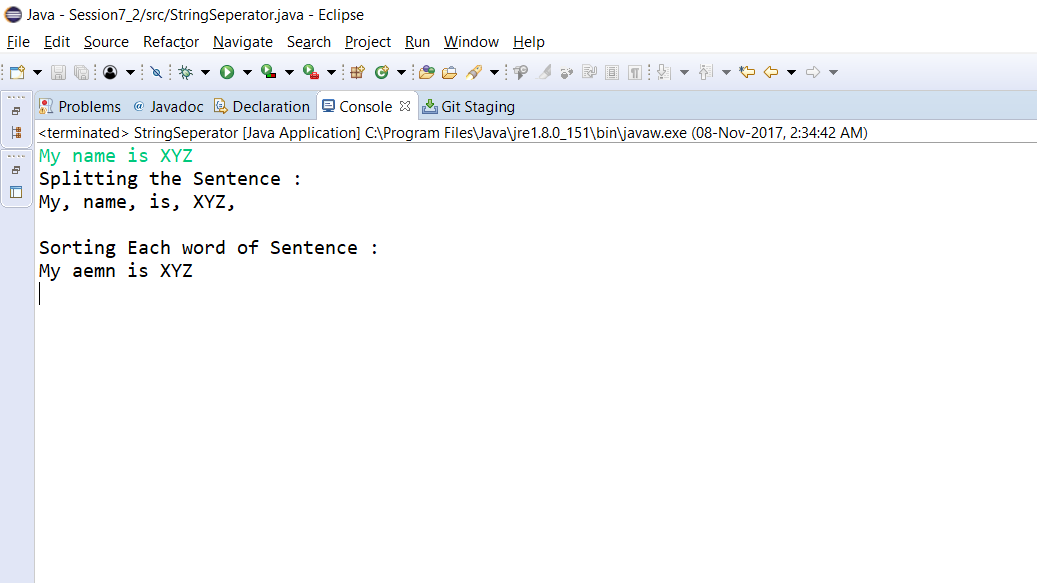 Java - Session7_2/src/StringSeperator.java - Eclipse
File Edit Source Refactor Navigate Search Project Run Window Help
Problems @ Javadoc Declaration Console Git Staging
<terminated> StringSeperator [Java Application] C:\Program Files\Java\jre1.8.0_151\bin\javaw.exe (08-Nov-2017, 2:34:42 AM)
My name is XYZ
Splitting the Sentence :
My, name, is, XYZ,
Sorting Each word of Sentence :
My aemn is XYZ